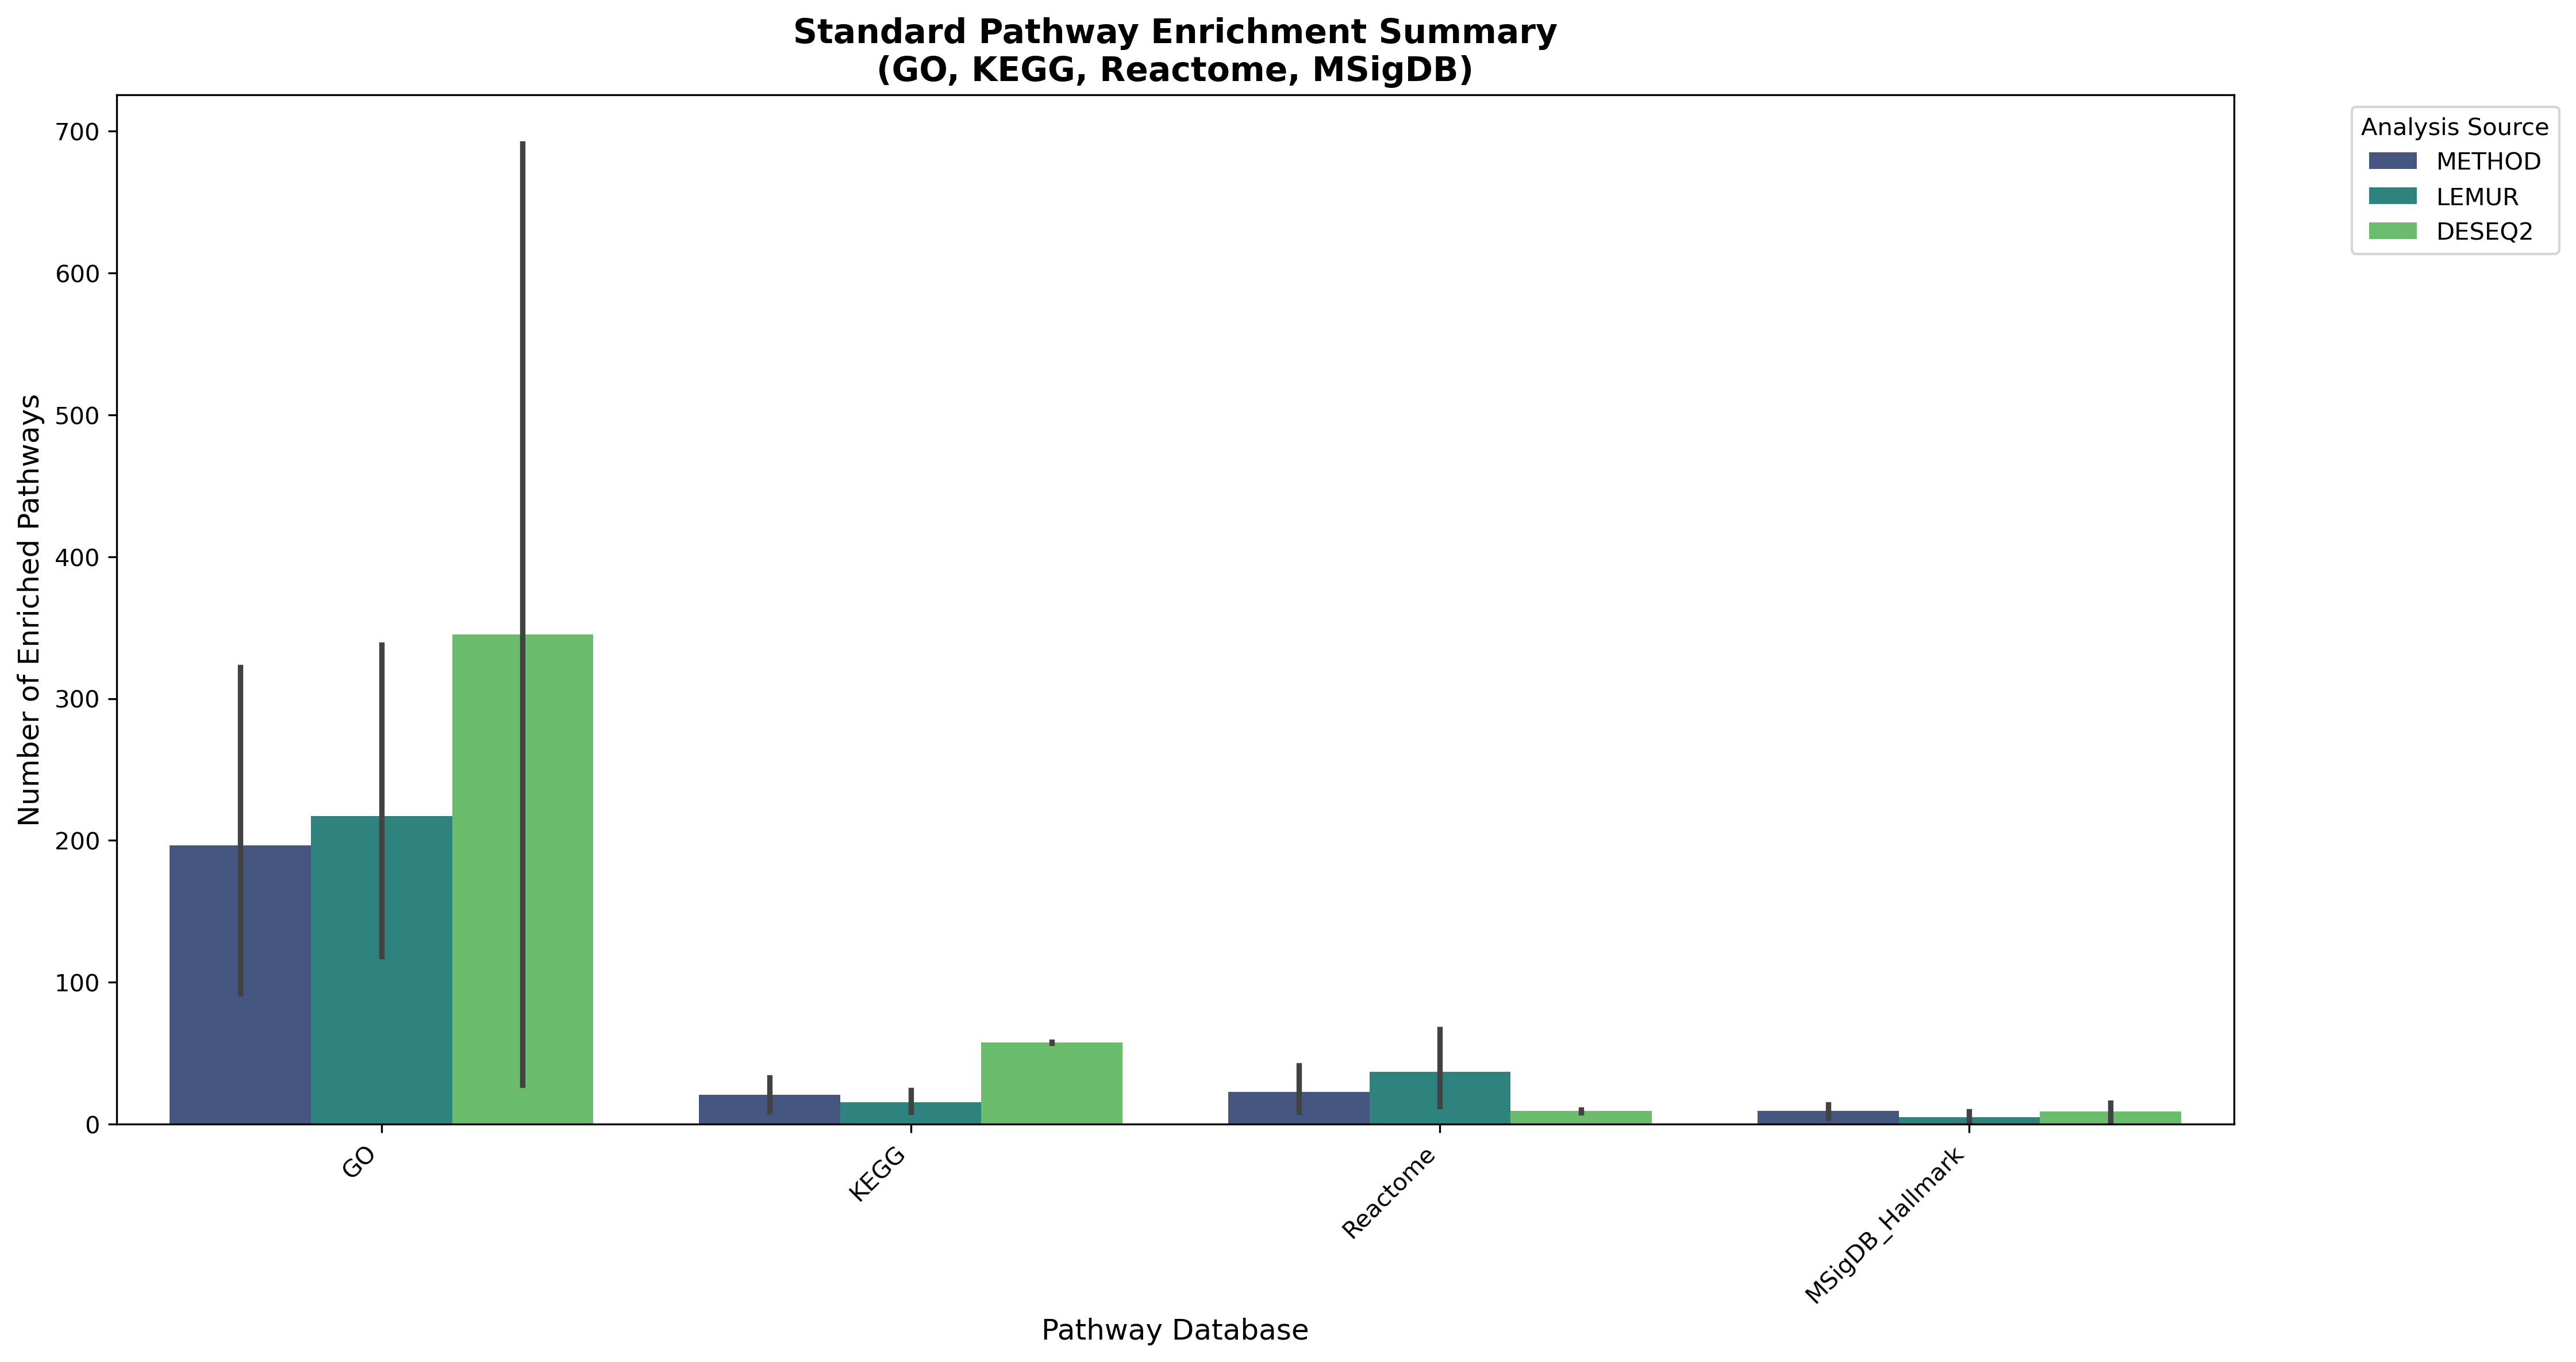 Standard Pathway Enrichment Summary
(GO, KEGG, Reactome, MSigDB)
Analysis Source
METHOD
LEMUR
DESEQ2
Number of Enriched Pathways
700
600
500
400
300
200
100
0
GO
KEGG
Reactome
MSigDB_Hallmark
Pathway Database